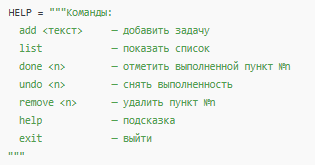 HELP = """Команды:
add <текст> — добавить задачу
list — показать список
done <n> — отметить выполненной пункт №n
undo <n> — снять выполненность
remove <n> — удалить пункт №n
help — подсказка
exit — выйти
"""